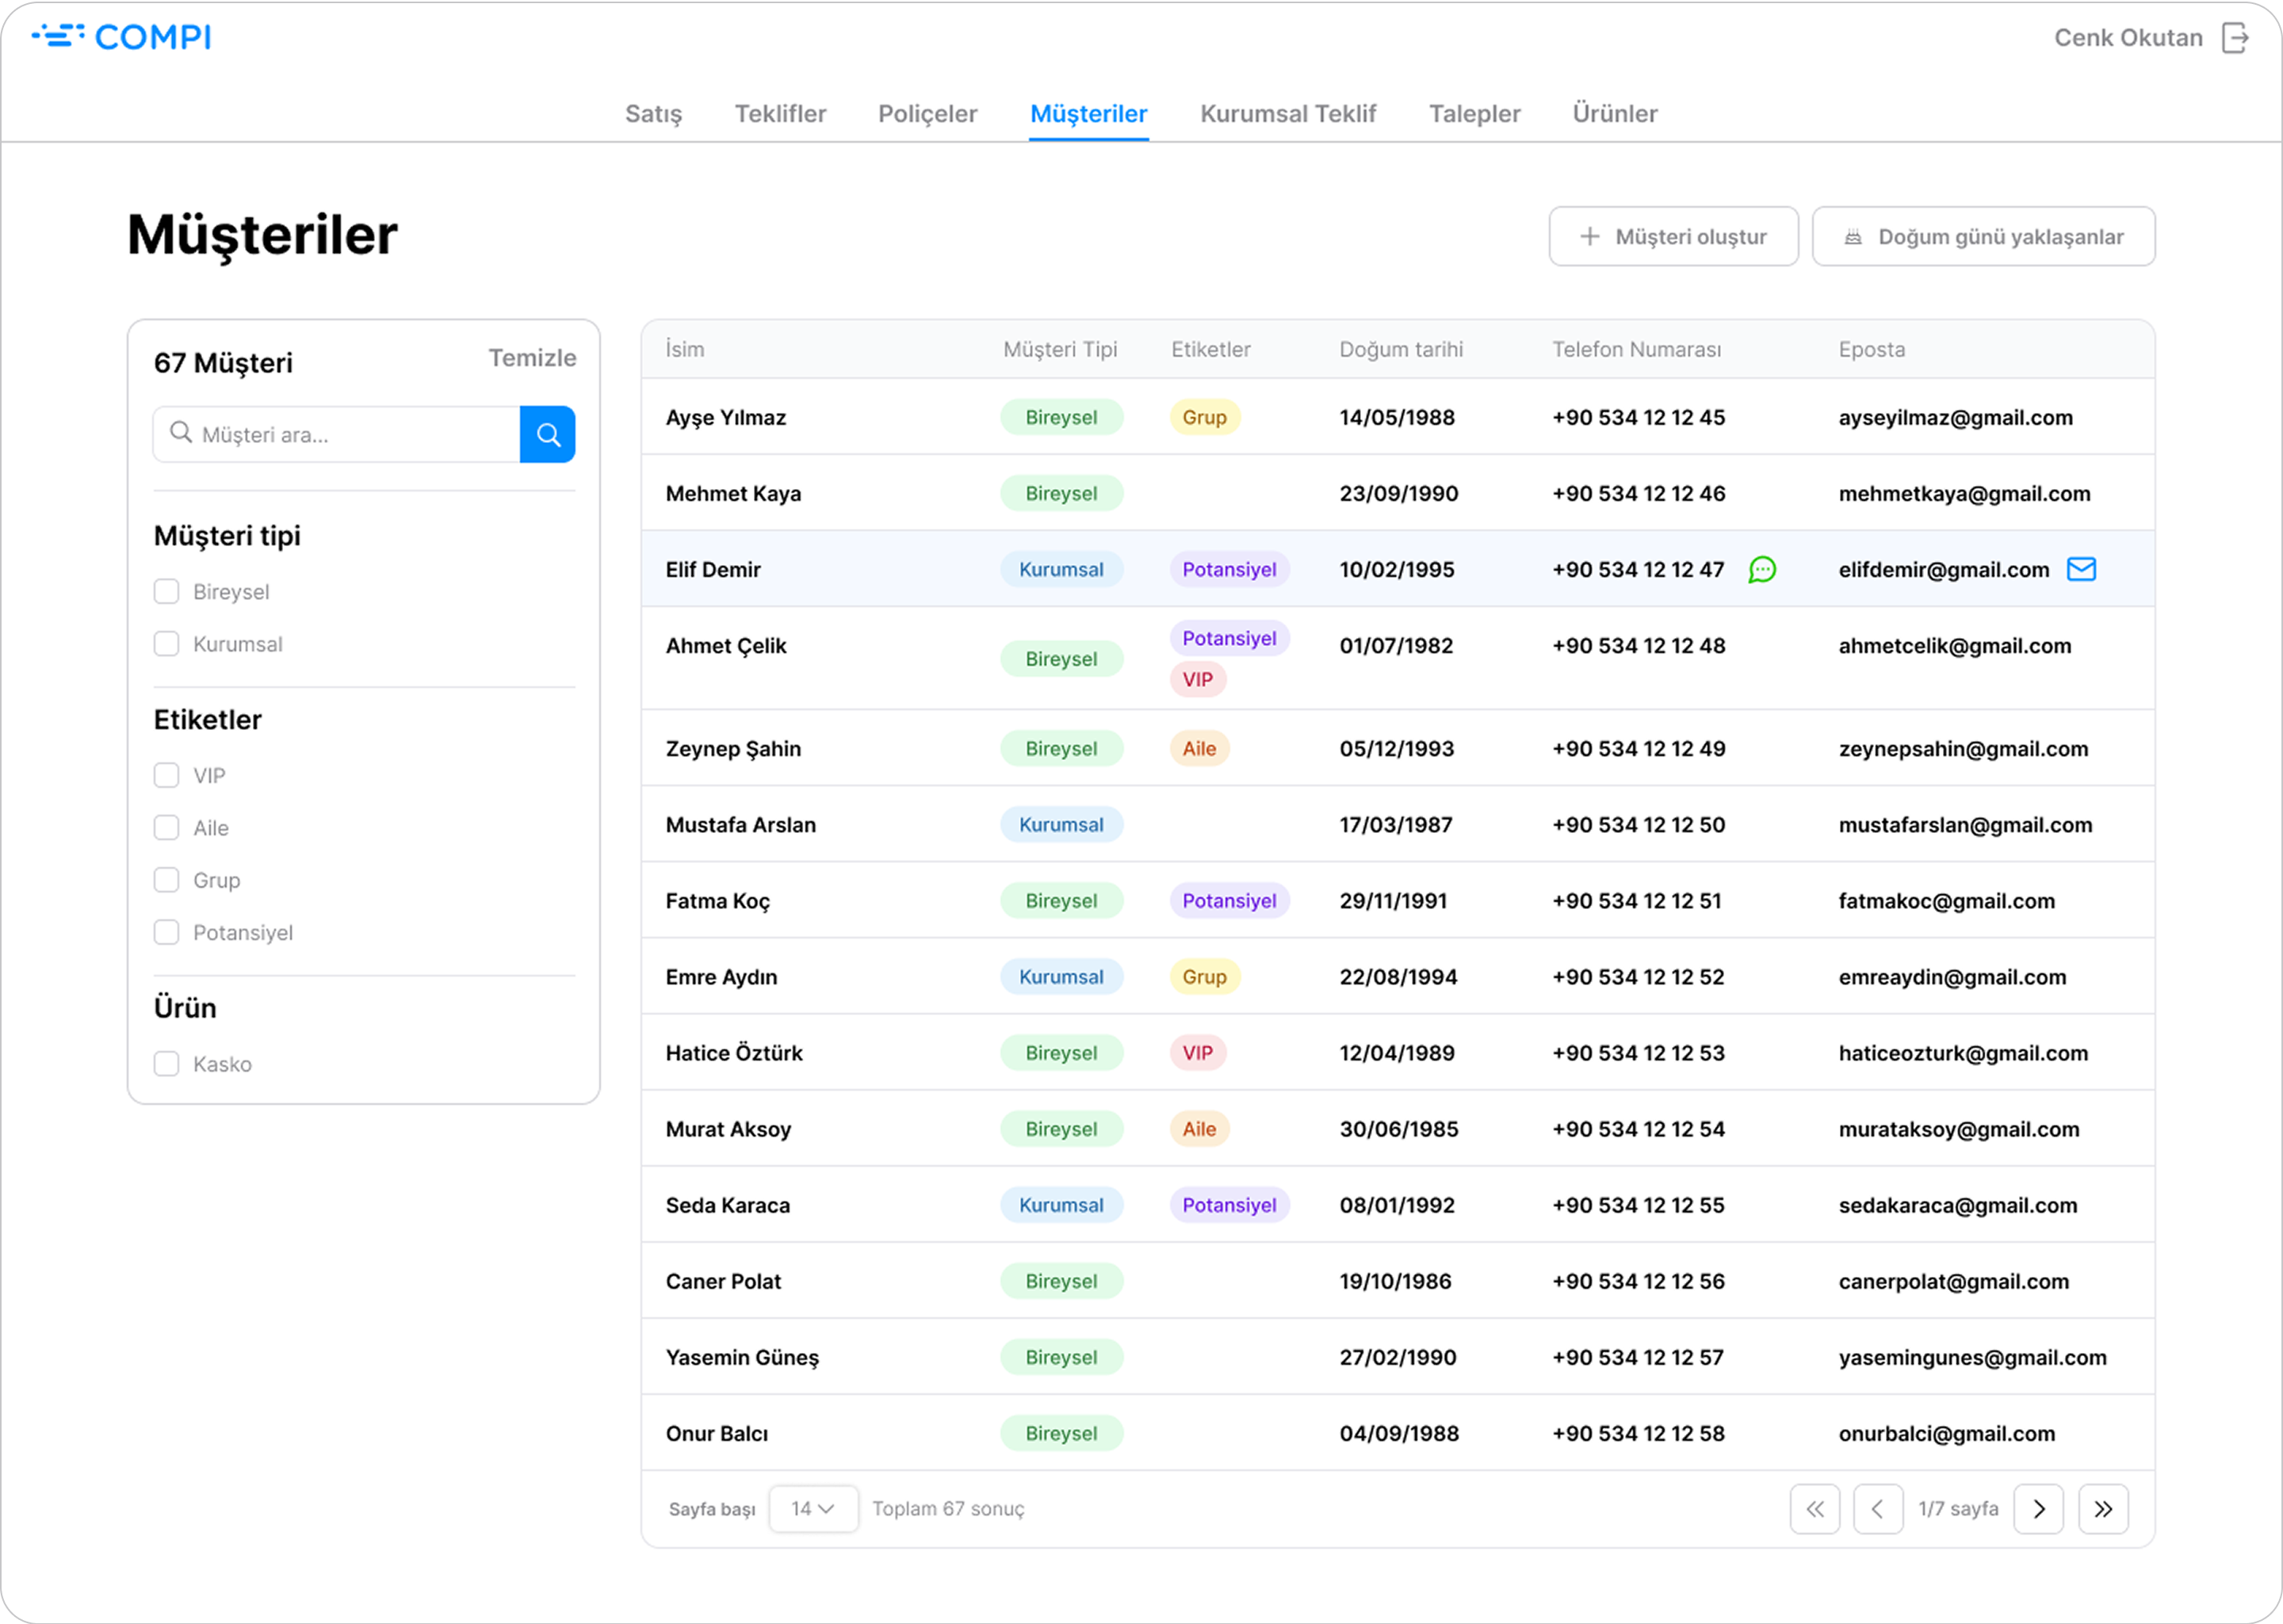 COMPI
Cenk Okutan
Satış Teklifler Poliçeler Müşteriler Kurumsal Teklif Talepler Ürünler
Müşteriler
Müşteri oluştur
Doğum günü yaklaşanlar
67 Müşteri
Temizle
Müşteri ara...
Müşteri tipi
Bireysel
Kurumsal
Etiketler
VIP
Aile
Grup
Potansiyel
Ürün
Kasko
İsim Müşteri Tipi Etiketler Doğum tarihi Telefon Numarası Eposta
Ayşe Yılmaz Bireysel Grup 14/05/1988 +90 534 12 12 45 ayseyilmaz@gmail.com
Mehmet Kaya Bireysel 23/09/1990 +90 534 12 12 46 mehmetkaya@gmail.com
Elif Demir Kurumsal Potansiyel 10/02/1995 +90 534 12 12 47 elifdemir@gmail.com
Ahmet Çelik Bireysel Potansiyel VIP 01/07/1982 +90 534 12 12 48 ahmetcelik@gmail.com
Zeynep Şahin Bireysel Aile 05/12/1993 +90 534 12 12 49 zeynepsahin@gmail.com
Mustafa Arslan Kurumsal 17/03/1987 +90 534 12 12 50 mustafarslan@gmail.com
Fatma Koç Bireysel Potansiyel 29/11/1991 +90 534 12 12 51 fatmakoc@gmail.com
Emre Aydın Kurumsal Grup 22/08/1994 +90 534 12 12 52 emreaydin@gmail.com
Hatice Öztürk Bireysel VIP 12/04/1989 +90 534 12 12 53 haticeozturk@gmail.com
Murat Aksoy Bireysel Aile 30/06/1985 +90 534 12 12 54 murataksoy@gmail.com
Seda Karaca Kurumsal Potansiyel 08/01/1992 +90 534 12 12 55 sedakaraca@gmail.com
Caner Polat Bireysel 19/10/1986 +90 534 12 12 56 canerpolat@gmail.com
Yasemin Güneş Bireysel 27/02/1990 +90 534 12 12 57 yasemingunes@gmail.com
Onur Balcı Bireysel 04/09/1988 +90 534 12 12 58 onurbalci@gmail.com
Sayfa başı 14 Toplam 67 sonuç 1/7 sayfa